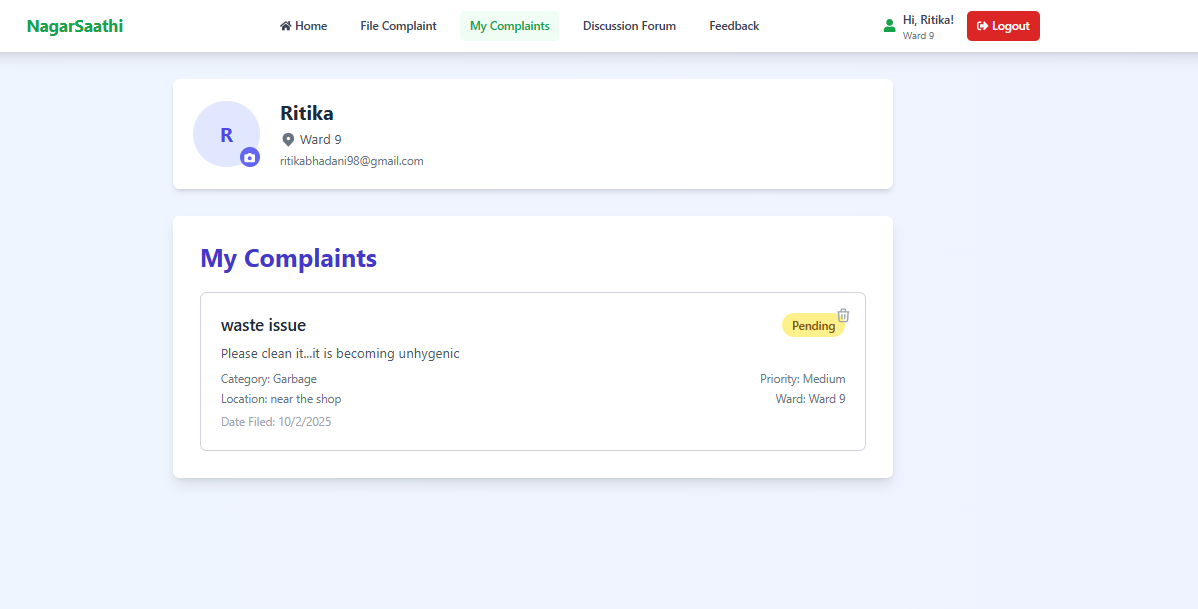 NagarSaathi
Home
File Complaint
My Complaints
Discussion Forum
Feedback
Hi, Ritika!
Ward 9
Logout
R
Ritika
Ward 9
ritikabhadani98@gmail.com
My Complaints
waste issue
Pending
Please clean it...it is becoming unhygenic
Category: Garbage
Priority: Medium
Location: near the shop
Ward: Ward 9
Date Filed: 10/2/2025